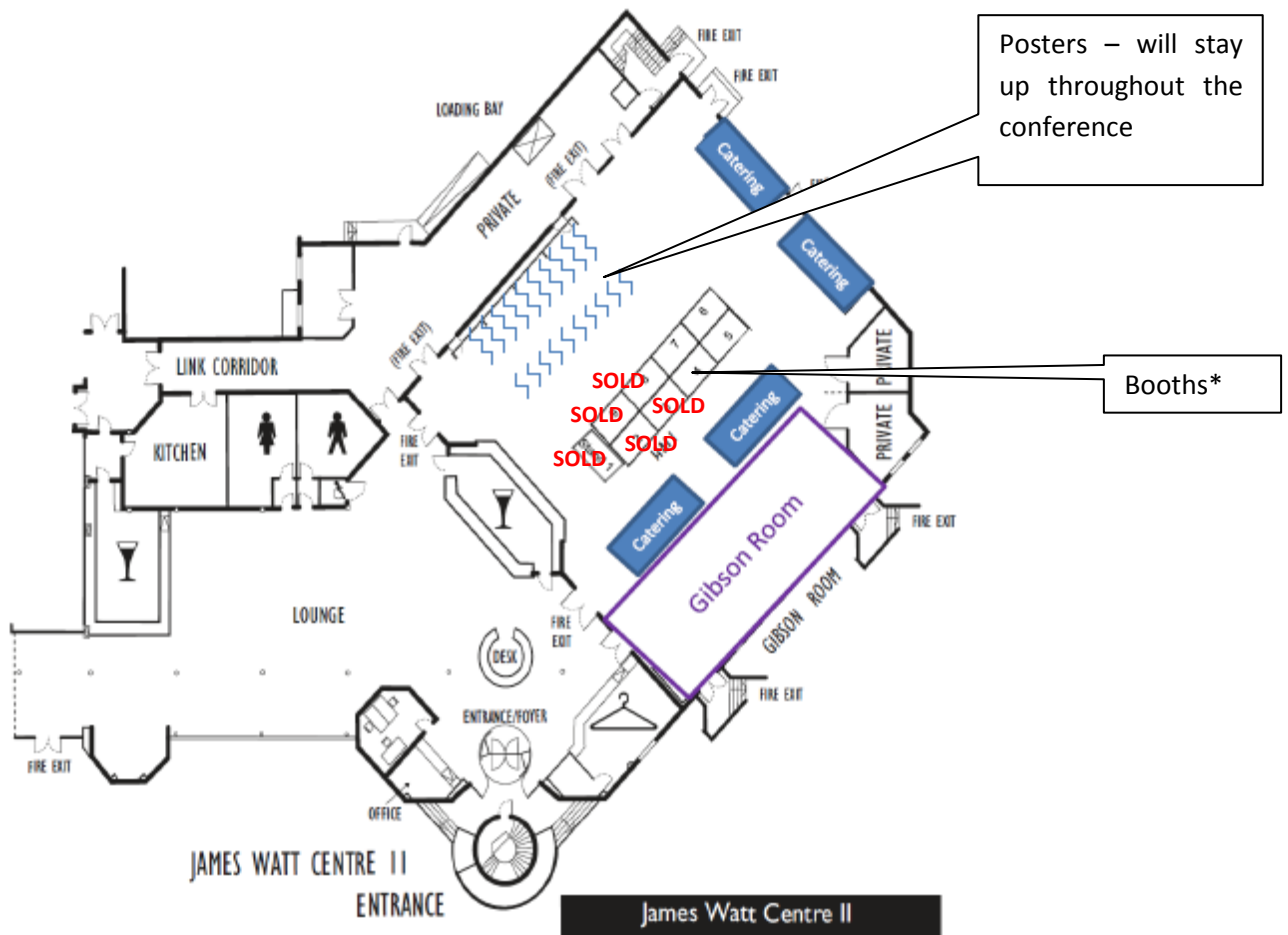 FIRE EXIT
FIRE EXIT
Posters – will stay
up throughout the
conference
LOADING BAY
Catering
(FIRE EXIT)
PRIVATE
Catering
6
5
7
(FIRE EXIT)
LINK CORRIDOR
PRIVATE
Booths*
SOLD
SOLD
SOLD
SOLD
SOLD
1
Catering
PRIVATE
KITCHEN
FIRE
EXIT
Catering
Gibson Room
FIRE EXIT
GIBSON ROOM
LOUNGE
FIRE
EXIT
DESK
FIRE EXIT
ENTRANCE/FOYER
FIRE EXIT
OFFICE
JAMES WATT CENTRE II
ENTRANCE
James Watt Centre II